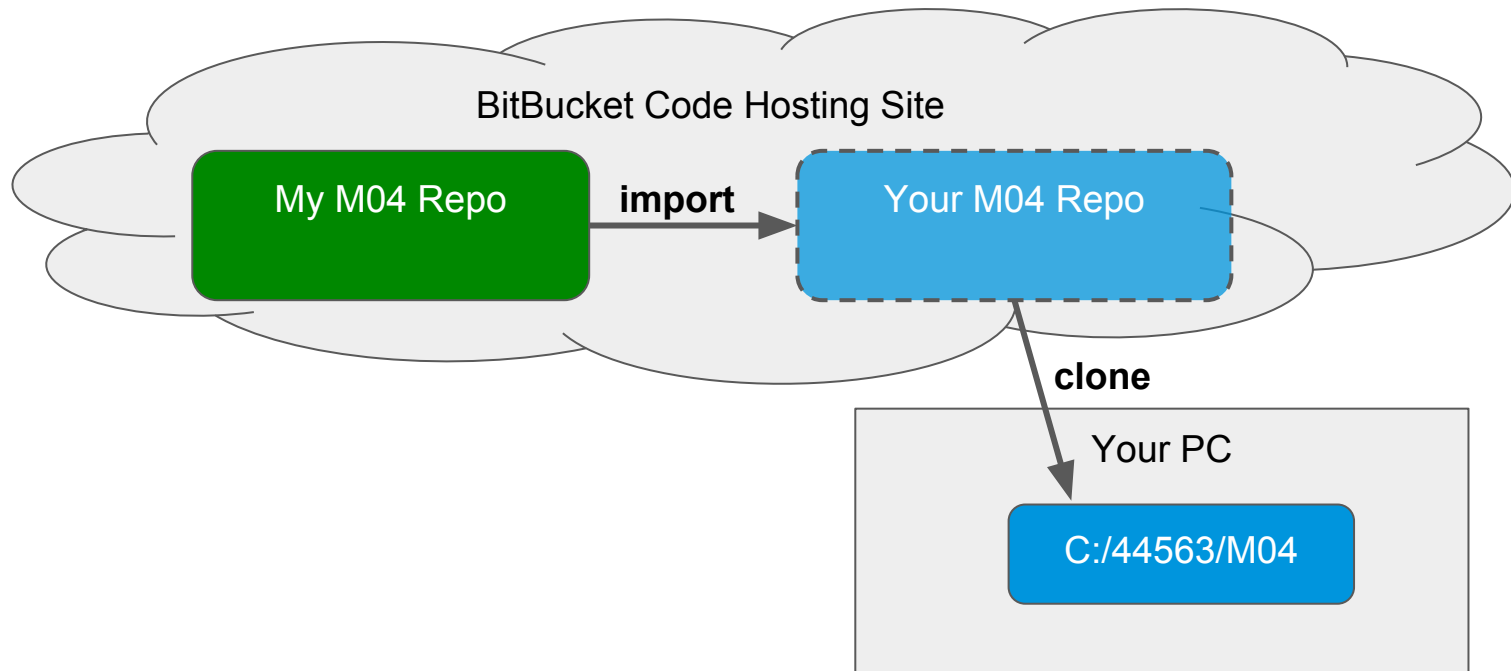 BitBucket Code Hosting Site
My M04 Repo
import
Your M04 Repo
clone
Your PC
C:/44563/M04